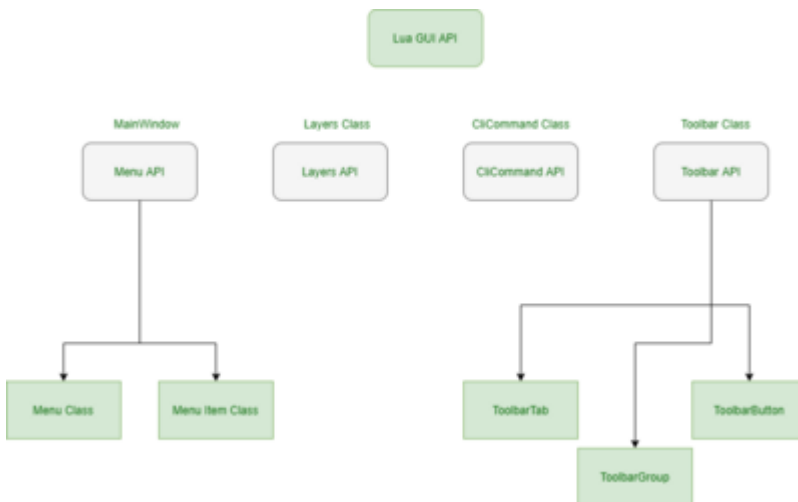 Lua GUI API
MainWindow
Layers Class
CliCommand Class
Toolbar Class
Menu API
Layers API
CliCommand API
Toolbar API
Menu Class
Menu Item Class
ToolbarTab
ToolbarButton
ToolbarGroup